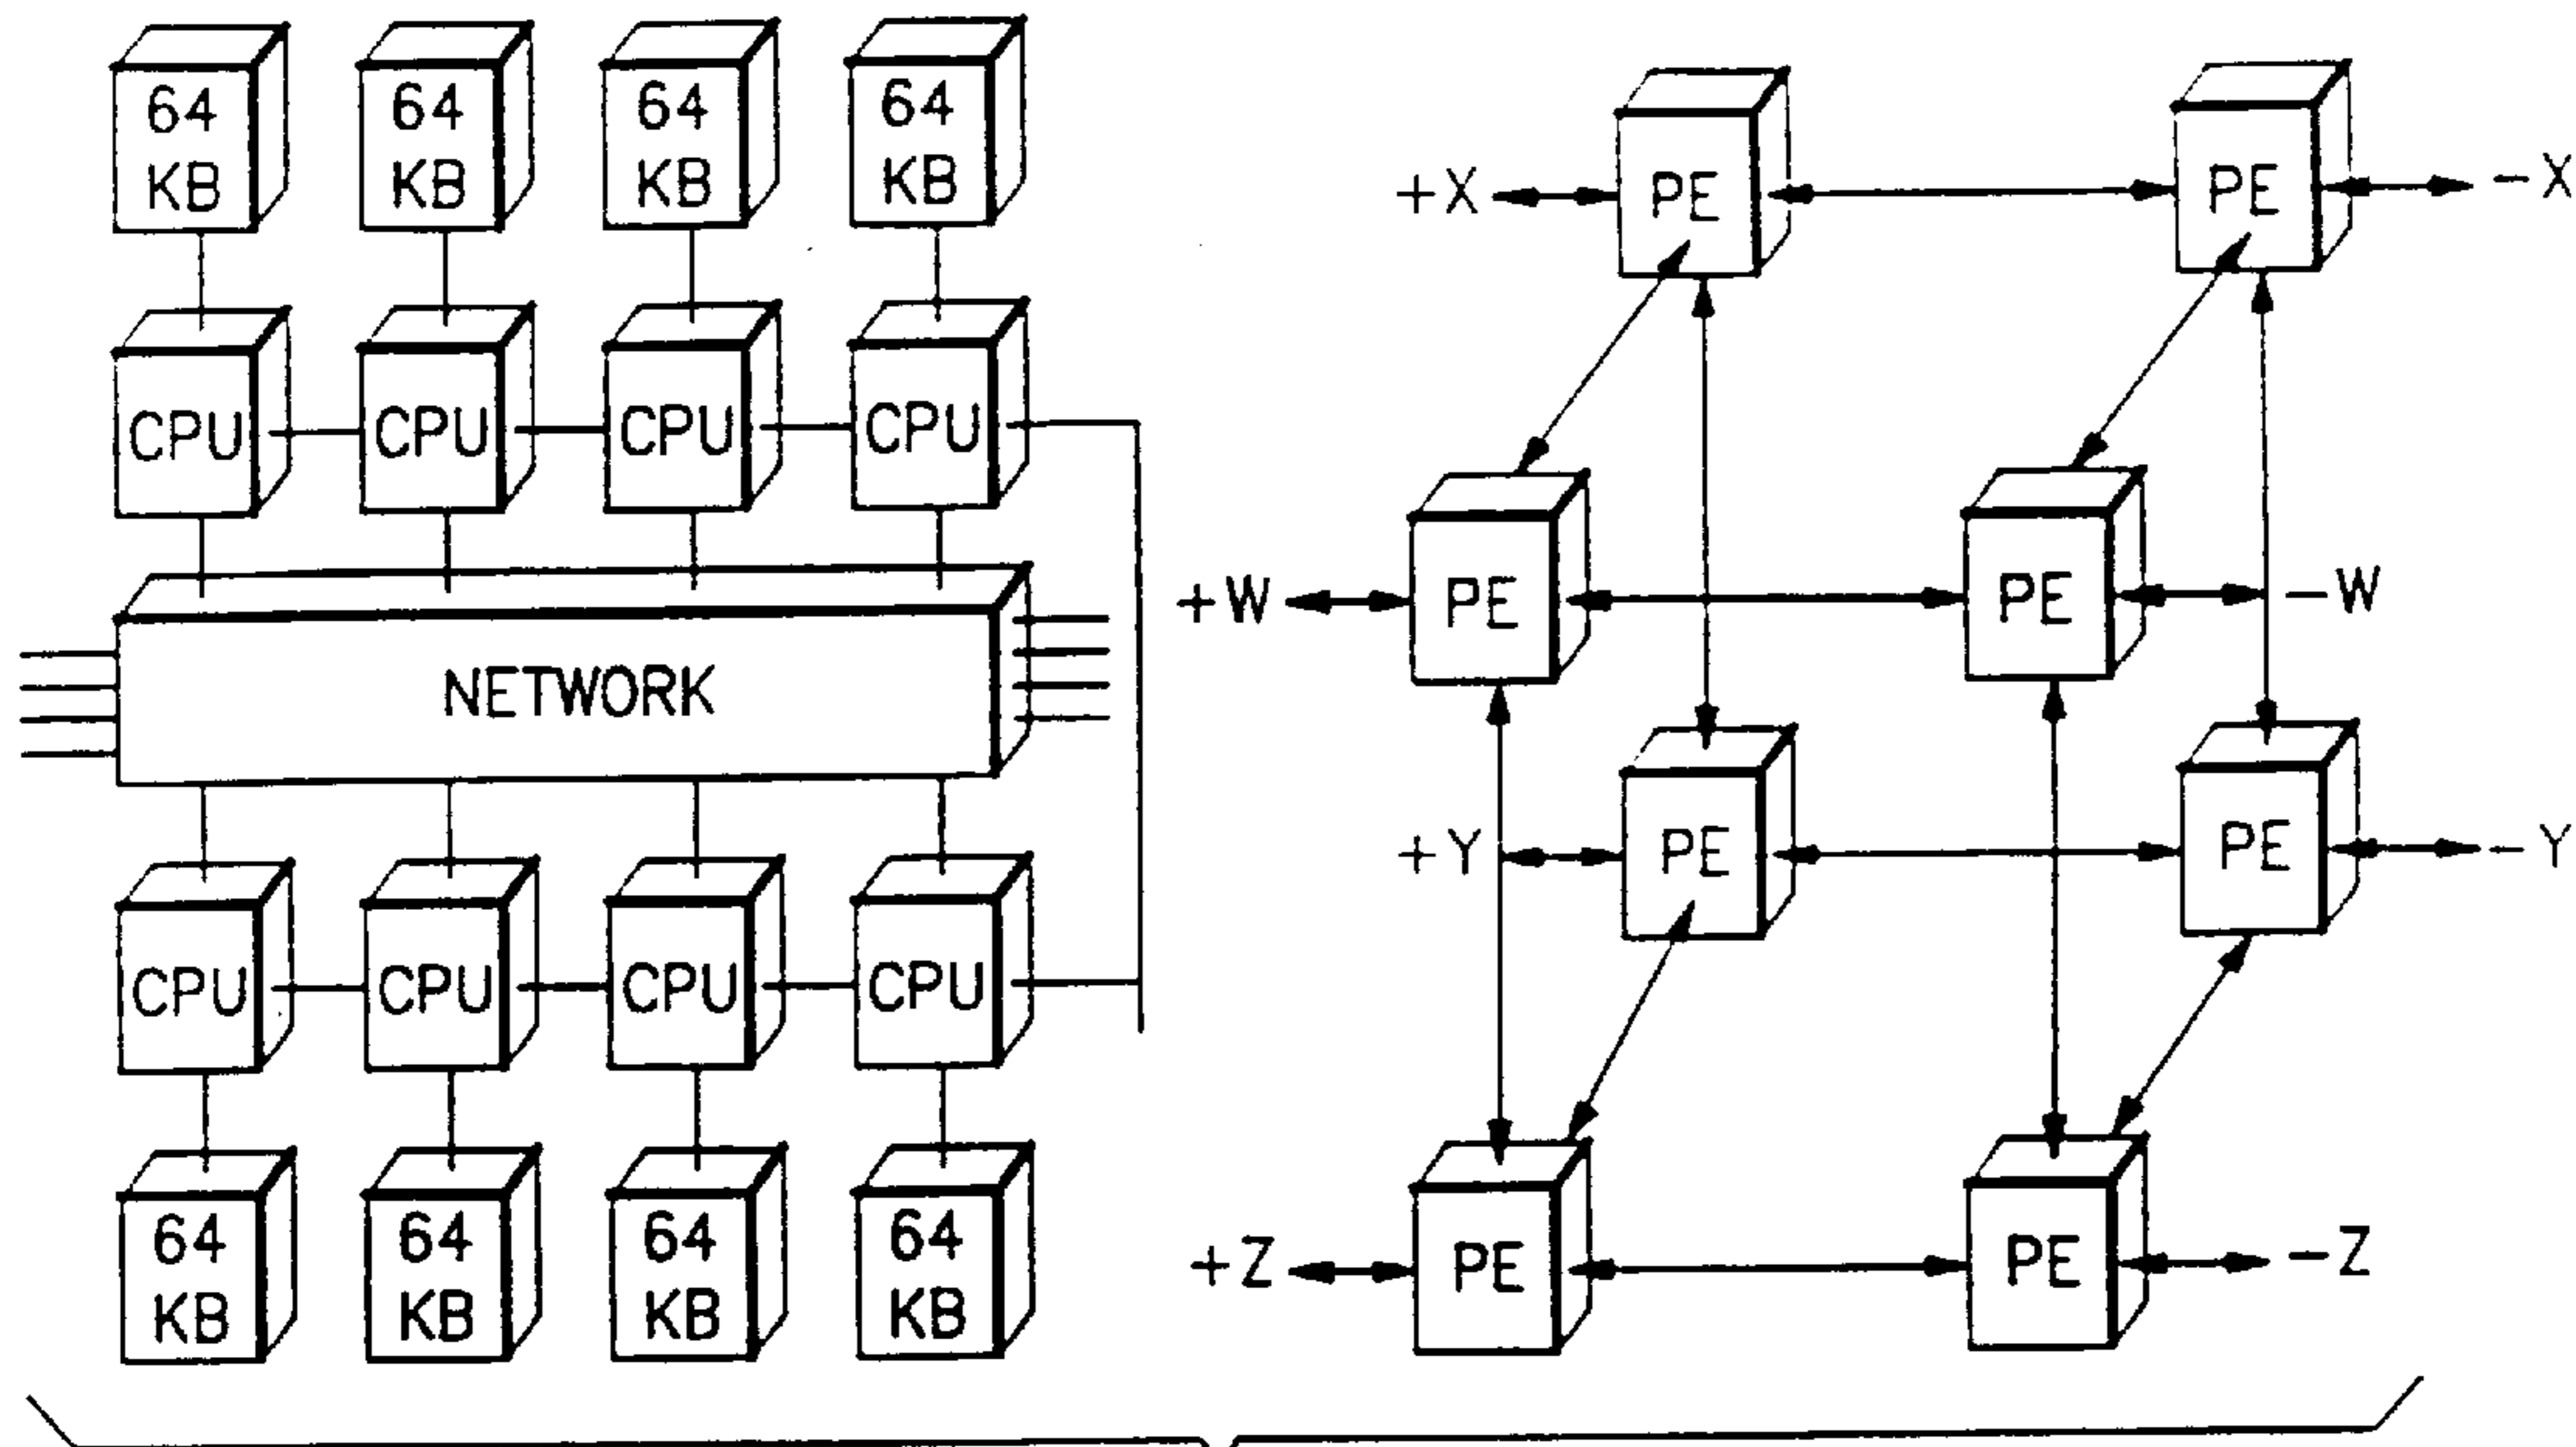 64 KB
64 KB
64 KB
64 KB
CPU
CPU
CPU
CPU
NETWORK
CPU
CPU
CPU
CPU
64 KB
64 KB
64 KB
64 KB
+X
PE
PE
-X
+W
PE
PE
-W
+Y
PE
PE
-Y
+Z
PE
PE
-Z